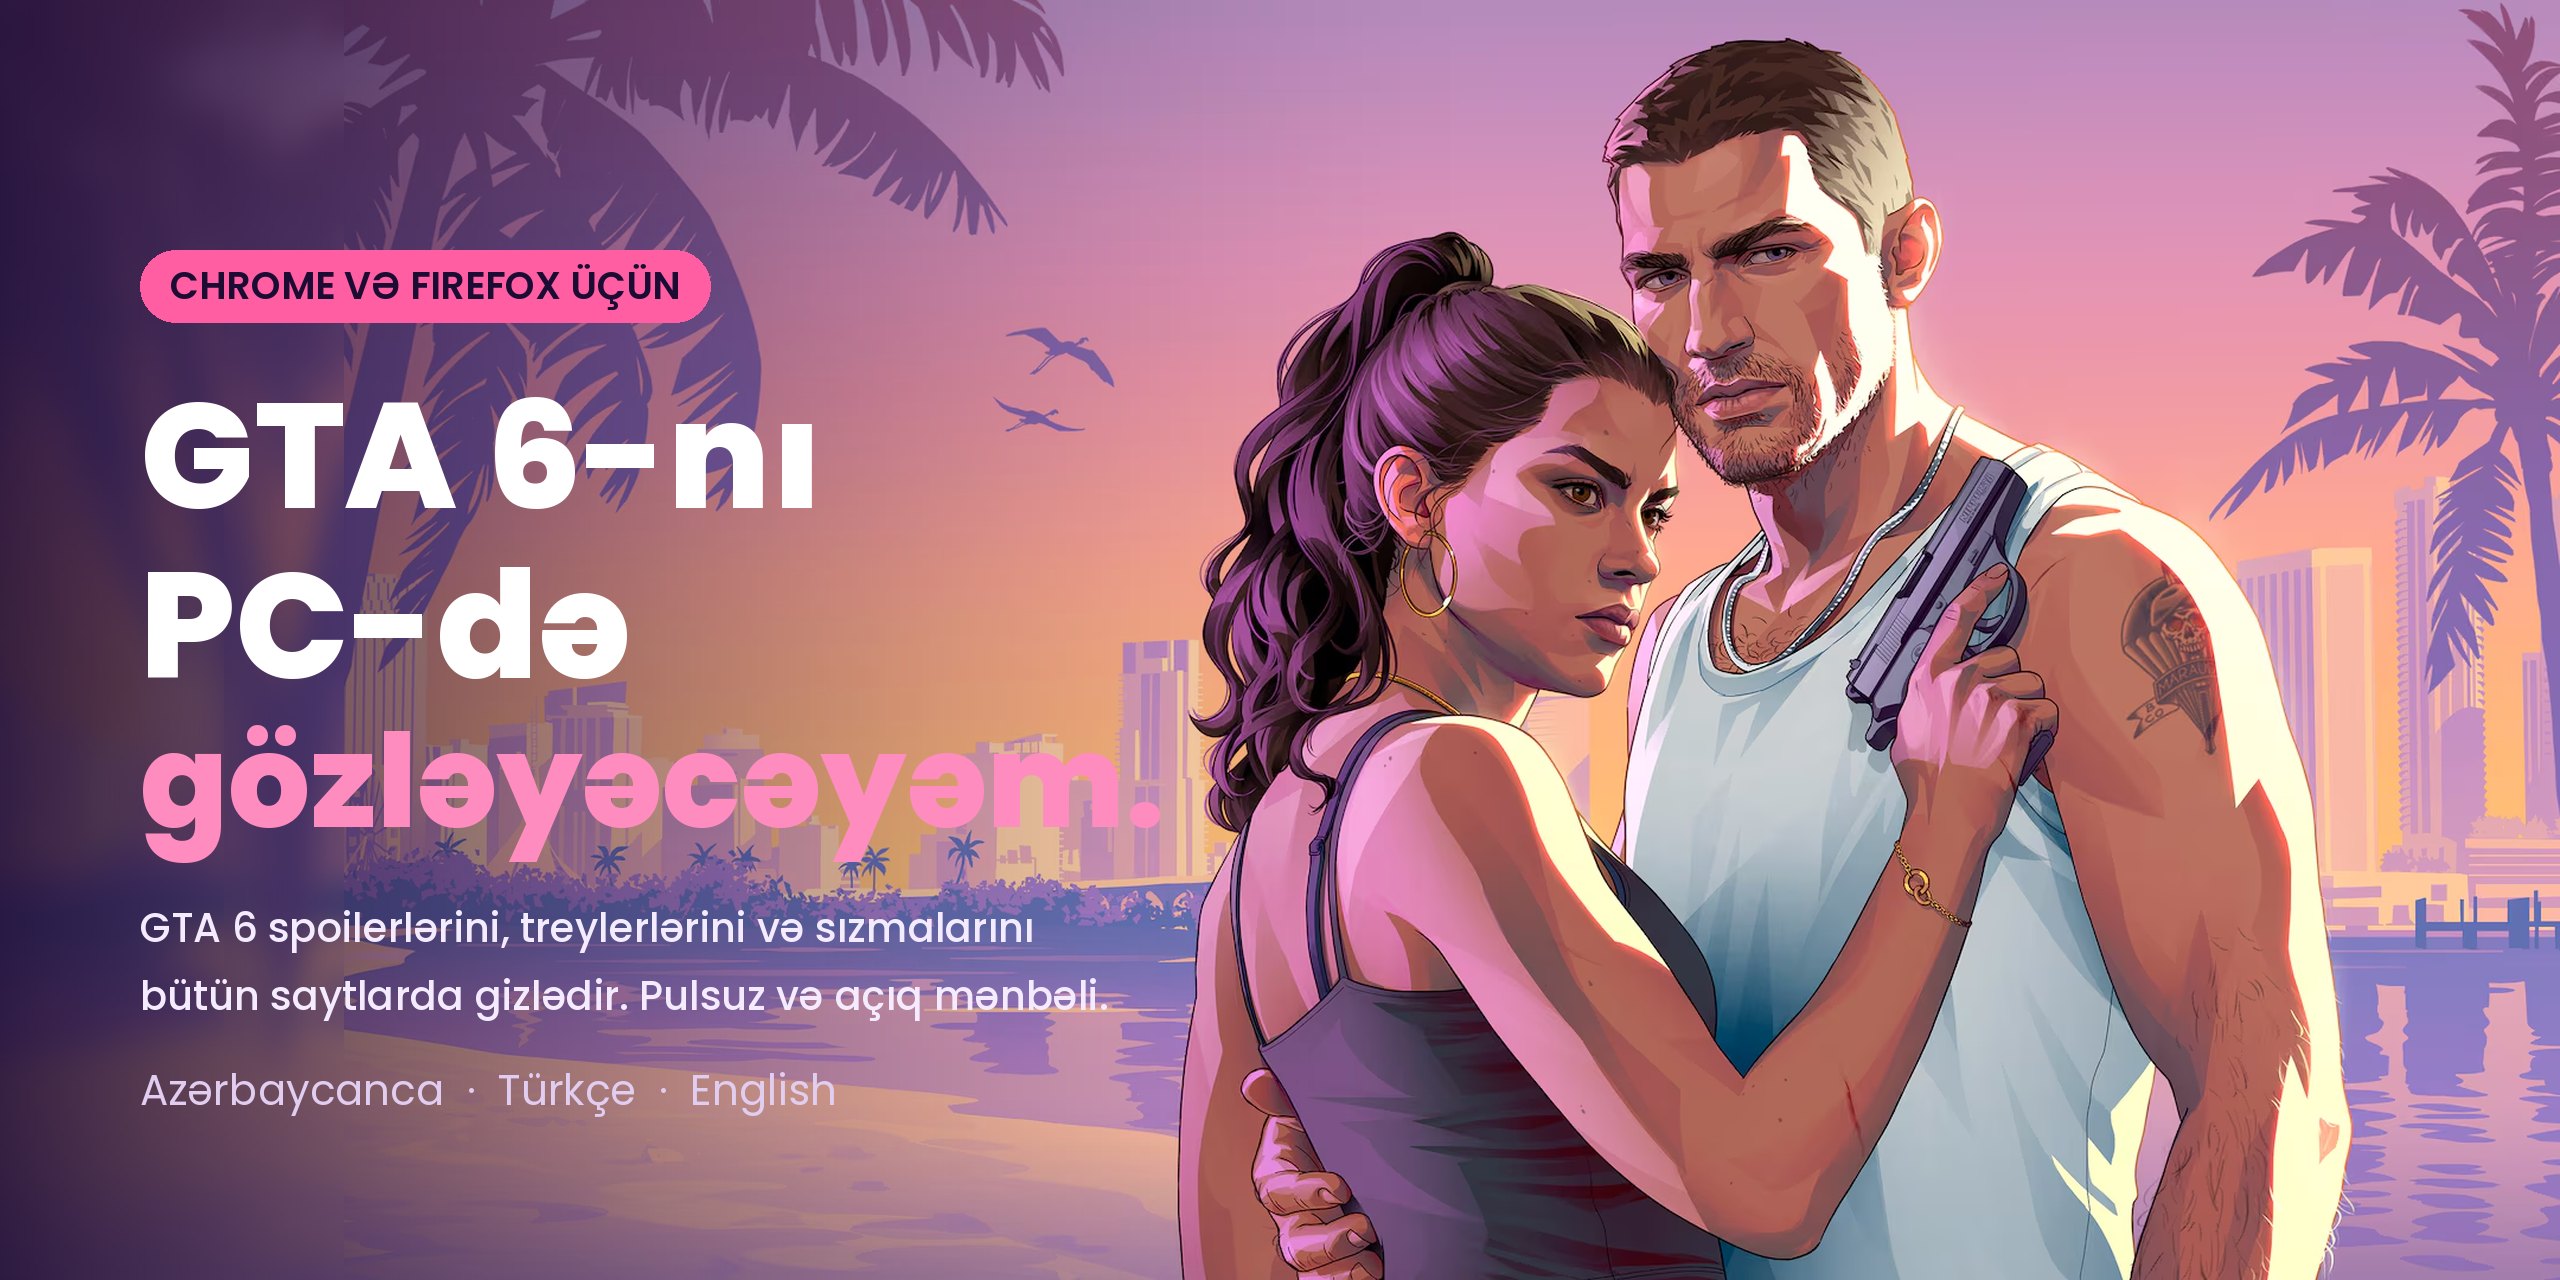 CHROME VƏ FIREFOX ÜÇÜN
GTA 6-nı
PC-də
gözləyəcəyəm.
GTA 6 spoilerlərini, treylerlərini və sızmalarını
bütün saytlarda gizlədir. Pulsuz və açıq mənbəli.
Azərbaycanca · Türkçe · English